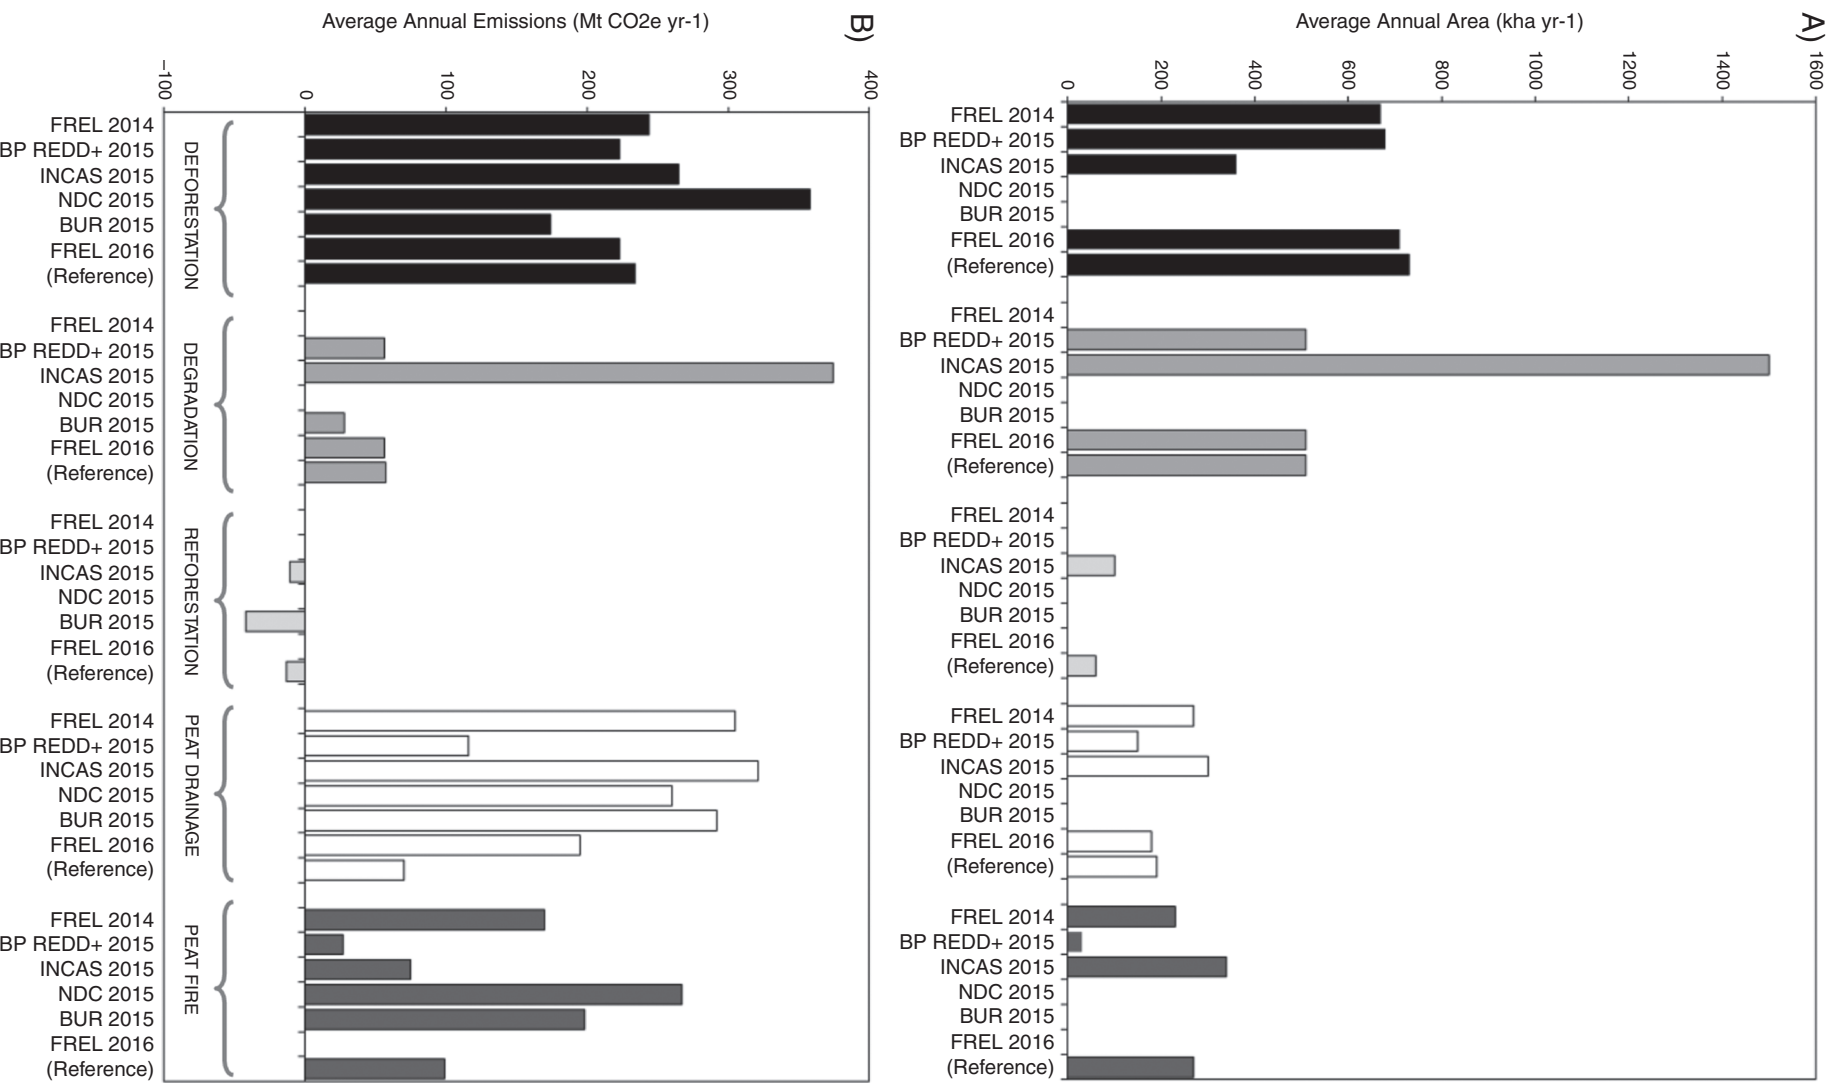 A)
Average Annual Area (kha yr-1)
1600
1400
1200
1000
800
600
400
200
0
FREL 2014
BP REDD+ 2015
INCAS 2015
NDC 2015
BUR 2015
FREL 2016
(Reference)
FREL 2014
BP REDD+ 2015
INCAS 2015
NDC 2015
BUR 2015
FREL 2016
(Reference)
FREL 2014
BP REDD+ 2015
INCAS 2015
NDC 2015
BUR 2015
FREL 2016
(Reference)
FREL 2014
BP REDD+ 2015
INCAS 2015
NDC 2015
BUR 2015
FREL 2016
(Reference)
FREL 2014
BP REDD+ 2015
INCAS 2015
NDC 2015
BUR 2015
FREL 2016
(Reference)
B)
Average Annual Emissions (Mt CO2e yr-1)
400
300
200
100
0
−100
FREL 2014
BP REDD+ 2015
INCAS 2015
NDC 2015
BUR 2015
FREL 2016
(Reference)
DEFORESTATION
FREL 2014
BP REDD+ 2015
INCAS 2015
NDC 2015
BUR 2015
FREL 2016
(Reference)
DEGRADATION
FREL 2014
BP REDD+ 2015
INCAS 2015
NDC 2015
BUR 2015
FREL 2016
(Reference)
REFORESTATION
FREL 2014
BP REDD+ 2015
INCAS 2015
NDC 2015
BUR 2015
FREL 2016
(Reference)
PEAT DRAINAGE
FREL 2014
BP REDD+ 2015
INCAS 2015
NDC 2015
BUR 2015
FREL 2016
(Reference)
PEAT FIRE